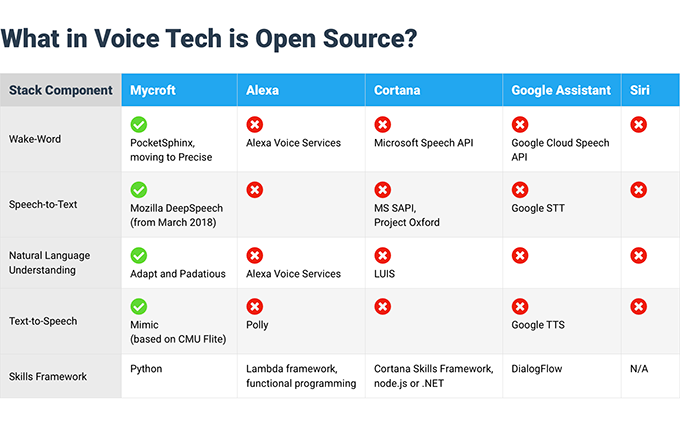 What in Voice Tech is Open Source?
Stack Component Mycroft Alexa Cortana Google Assistant Siri
Wake-Word
PocketSphinx,
moving to Precise
Alexa Voice Services
Microsoft Speech API
Google Cloud Speech
API
Speech-to-Text
Mozilla DeepSpeech
(from March 2018)
MS SAPI,
Project Oxford
Google STT
Natural Language
Understanding
Adapt and Padatious
Alexa Voice Services
LUIS
Text-to-Speech
Mimic
(based on CMU Flite)
Polly
Google TTS
Skills Framework
Python
Lambda framework,
functional programming
Cortana Skills Framework,
node.js or .NET
DialogFlow
N/A